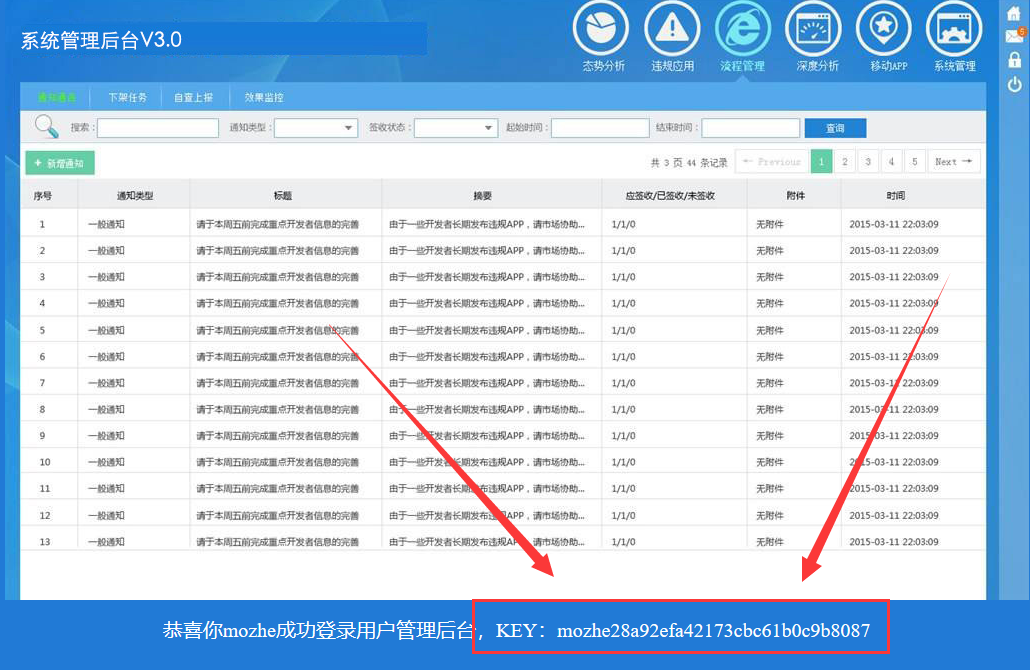 系统管理后台V3.0
态势分析 违规应用 流程管理 深度分析 移动APP 系统管理
5
通知通告 下架任务 自查上报 效果监控
搜索: 通知类型: 签收状态: 起始时间: 结束时间: 查询
+ 新增通知 共 3 页 44 条记录 ← Previous 1 2 3 4 5 Next →
序号 通知类型 标题 摘要 应签收/已签收/未签收 附件 时间
1 一般通知 请于本周五前完成重点开发者信息的完善 由于一些开发者长期发布违规APP，请市场协助... 1/1/0 无附件 2015-03-11 22:03:09
2 一般通知 请于本周五前完成重点开发者信息的完善 由于一些开发者长期发布违规APP，请市场协助... 1/1/0 无附件 2015-03-11 22:03:09
3 一般通知 请于本周五前完成重点开发者信息的完善 由于一些开发者长期发布违规APP，请市场协助... 1/1/0 无附件 2015-03-11 22:03:09
4 一般通知 请于本周五前完成重点开发者信息的完善 由于一些开发者长期发布违规APP，请市场协助... 1/1/0 无附件 2015-03-11 22:03:09
5 一般通知 请于本周五前完成重点开发者信息的完善 由于一些开发者长期发布违规APP，请市场协助... 1/1/0 无附件 2015-03-11 22:03:09
6 一般通知 请于本周五前完成重点开发者信息的完善 由于一些开发者长期发布违规APP，请市场协助... 1/1/0 无附件 2015-03-11 22:03:09
7 一般通知 请于本周五前完成重点开发者信息的完善 由于一些开发者长期发布违规APP，请市场协助... 1/1/0 无附件 2015-03-11 22:03:09
8 一般通知 请于本周五前完成重点开发者信息的完善 由于一些开发者长期发布违规APP，请市场协助... 1/1/0 无附件 2015-03-11 22:03:09
9 一般通知 请于本周五前完成重点开发者信息的完善 由于一些开发者长期发布违规APP，请市场协助... 1/1/0 无附件 2015-03-11 22:03:09
10 一般通知 请于本周五前完成重点开发者信息的完善 由于一些开发者长期发布违规APP，请市场协助... 1/1/0 无附件 2015-03-11 22:03:09
11 一般通知 请于本周五前完成重点开发者信息的完善 由于一些开发者长期发布违规APP，请市场协助... 1/1/0 无附件 2015-03-11 22:03:09
12 一般通知 请于本周五前完成重点开发者信息的完善 由于一些开发者长期发布违规APP，请市场协助... 1/1/0 无附件 2015-03-11 22:03:09
13 一般通知 请于本周五前完成重点开发者信息的完善 由于一些开发者长期发布违规APP，请市场协助... 1/1/0 无附件 2015-03-11 22:03:09
恭喜你mozhe成功登录用户管理后台，KEY：mozhe28a92efa42173cbc61b0c9b8087